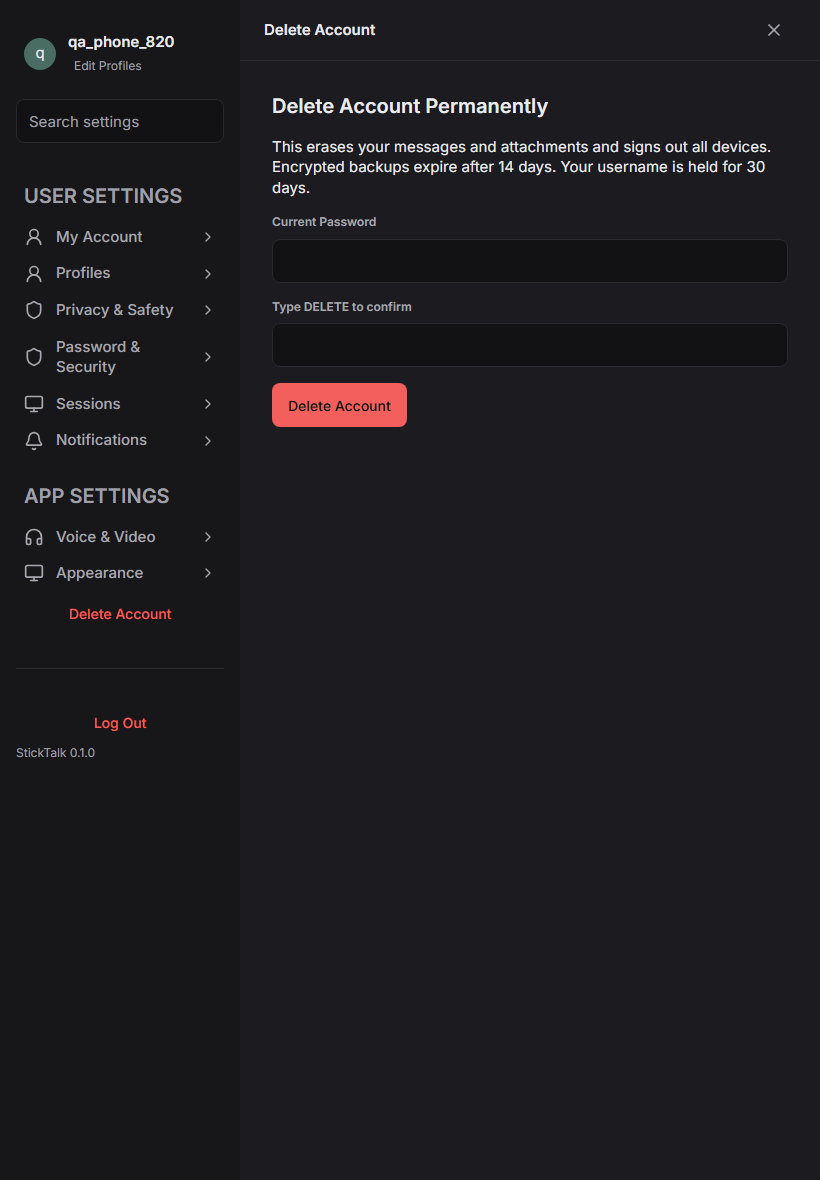 q
qa_phone_820
Edit Profiles
Search settings
USER SETTINGS
My Account
Profiles
Privacy & Safety
Password &
Security
Sessions
Notifications
APP SETTINGS
Voice & Video
Appearance
Delete Account
Log Out
StickTalk 0.1.0
Delete Account
Delete Account Permanently
This erases your messages and attachments and signs out all devices.
Encrypted backups expire after 14 days. Your username is held for 30
days.
Current Password
Type DELETE to confirm
Delete Account